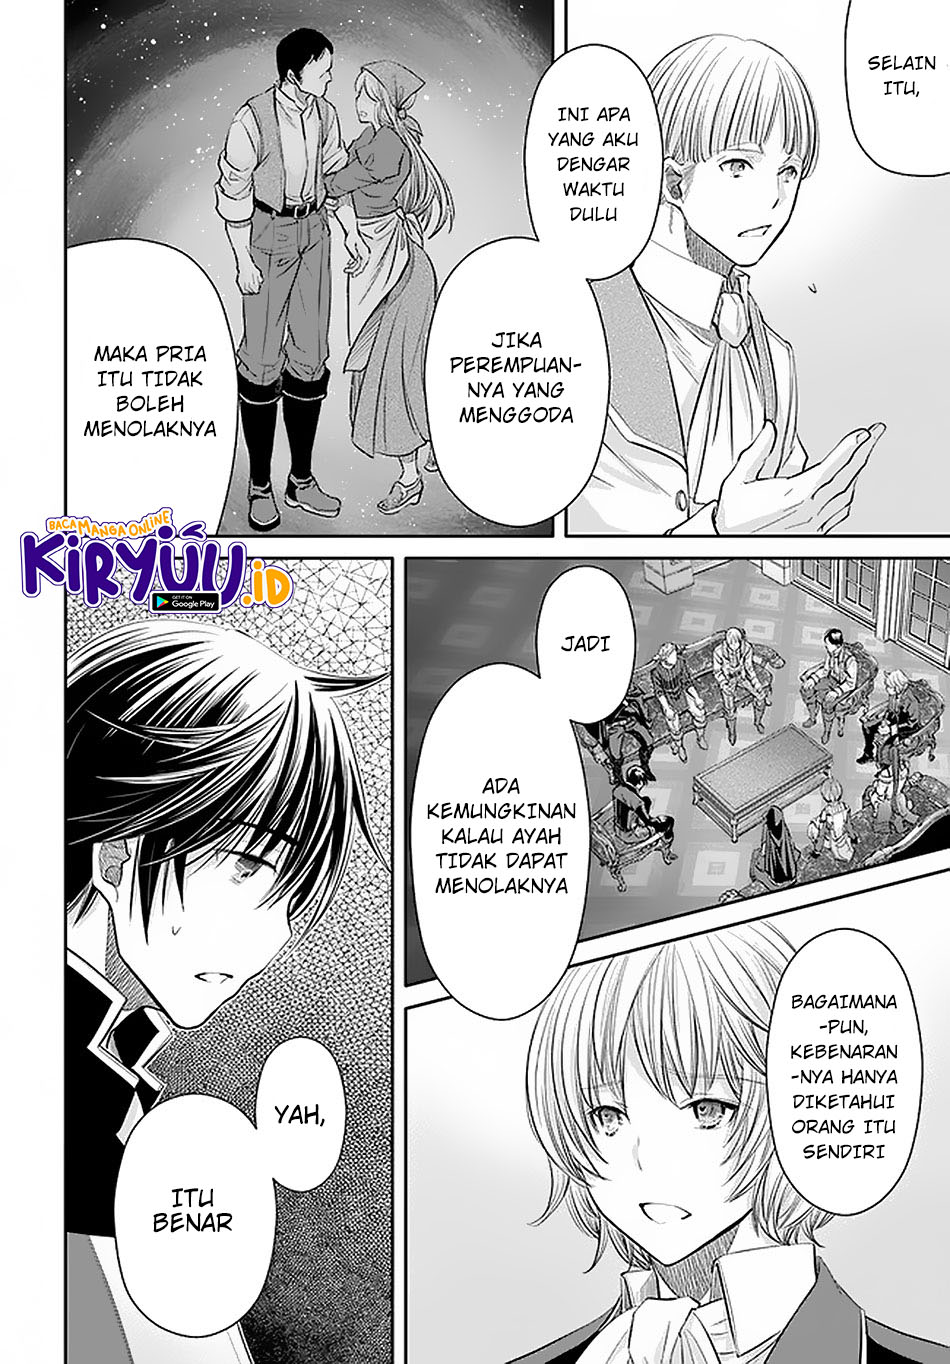 SELAIN
ITU,
INI APA
YANG AKU
DENGAR
WAKTU
DULU
JIKA
PEREMPUAN-
NYA YANG
MENGGODA
MAKA PRIA
ITU TIDAK
BOLEH
MENOLAKNYA
BACA MANGA ONLINE
KIRYUU.ID
GET IT ON
Google Play
JADI
ADA
KEMUNGKINAN
KALAU AYAH
TIDAK DAPAT
MENOLAKNYA
BAGAIMANA
-PUN,
KEBENARAN
-NYA HANYA
DIKETAHUI
ORANG ITU
SENDIRI
YAH,
ITU
BENAR